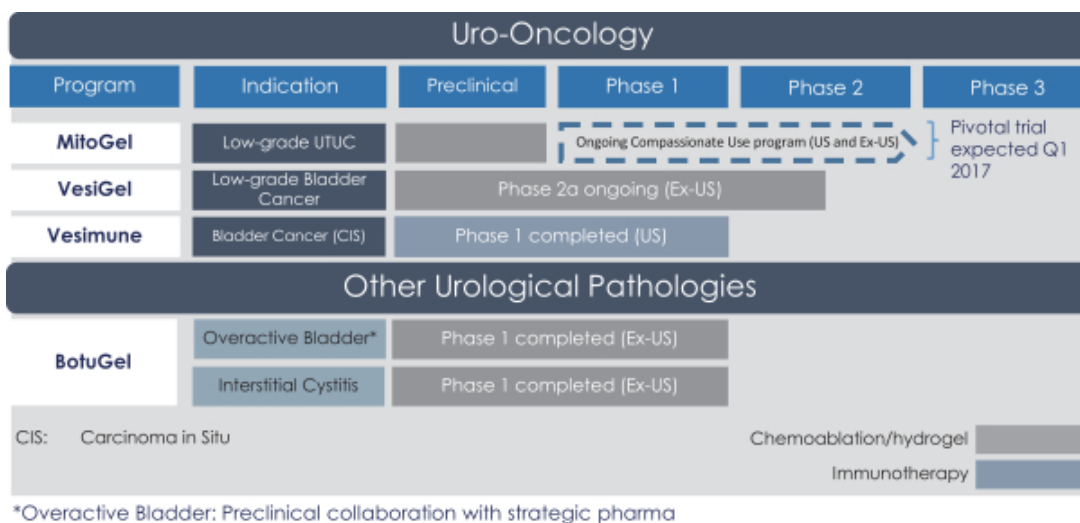 Uro-Oncology
Program Indication Preclinical Phase 1 Phase 2 Phase 3
MitoGel Low-grade UTUC Ongoing Compassionate Use program (US and Ex-US) Pivotal trial
expected Q1
2017
VesiGel Low-grade Bladder
Cancer Phase 2a ongoing (Ex-US)
Vesimune Bladder Cancer (CIS) Phase 1 completed (US)
Other Urological Pathologies
BotuGel Overactive Bladder* Phase 1 completed (Ex-US)
Interstitial Cystitis Phase 1 completed (Ex-US)
CIS: Carcinoma in Situ
Chemoablation/hydrogel
Immunotherapy
*Overactive Bladder: Preclinical collaboration with strategic pharma